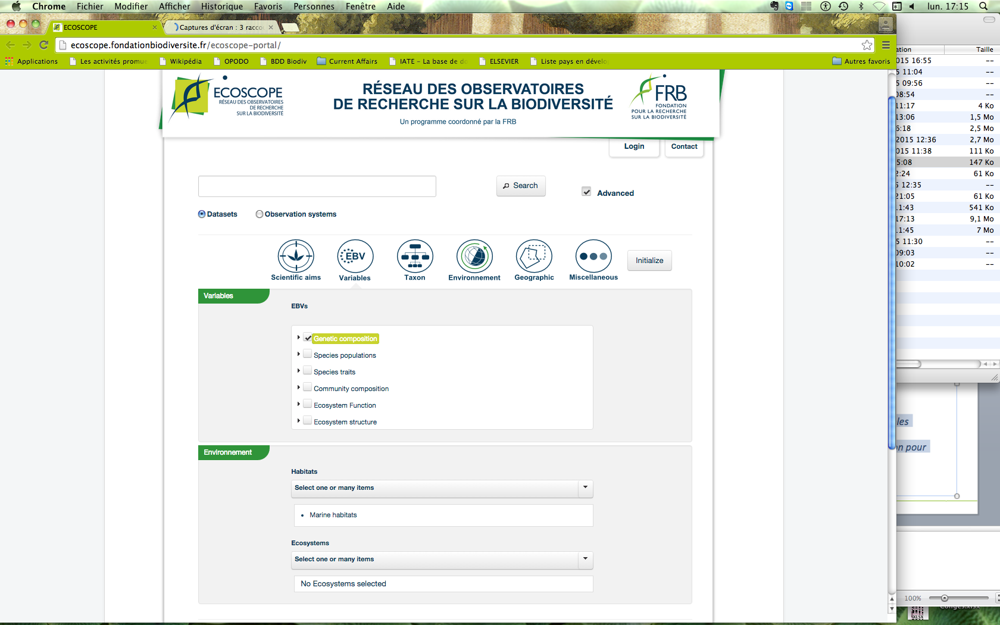 Chrome Fichier Modifier Afficher Historique Favoris Personnes Fenêtre Aide lun. 17:15
ECOSCOPE
Captures d'écran : 3 racco
ecoscope.fondationbiodiversite.fr/ecoscope-portal/
Applications Les activités promue Wikipédia OPODO BDD Biodiv Current Affairs IATE – La base de do ELSEVIER Liste pays en dévelo Autres favoris
ECOSCOPE
RÉSEAU DES OBSERVATOIRES
DE RECHERCHE
SUR LA BIODIVERSITÉ
RÉSEAU DES OBSERVATOIRES
DE RECHERCHE SUR LA BIODIVERSITÉ
Un programme coordonné par la FRB
FRB
FONDATION
POUR LA RECHERCHE
SUR LA BIODIVERSITÉ
Login Contact
Search Advanced
Datasets Observation systems
EBV
Scientific aims Variables Taxon Environnement Geographic Miscellaneous Initialize
Variables
EBVs
Genetic composition
Species populations
Species traits
Community composition
Ecosystem Function
Ecosystem structure
Environnement
Habitats
Select one or many items
• Marine habitats
Ecosystems
Select one or many items
No Ecosystems selected
ation Taille
015 16:55 --
5 11:04 --
5 09:56 --
08:54 --
11:17 4 Ko
13:06 1,5 Mo
6:18 2,5 Mo
2015 12:36 2,7 Mo
015 11:38 111 Ko
5:08 147 Ko
2:24 61 Ko
5 12:35 --
21:05 61 Ko
11:43 541 Ko
17:13 9,1 Mo
11:45 7 Mo
5 11:30 --
09:03 --
10:02 --
les
on pour
100%
XLSX